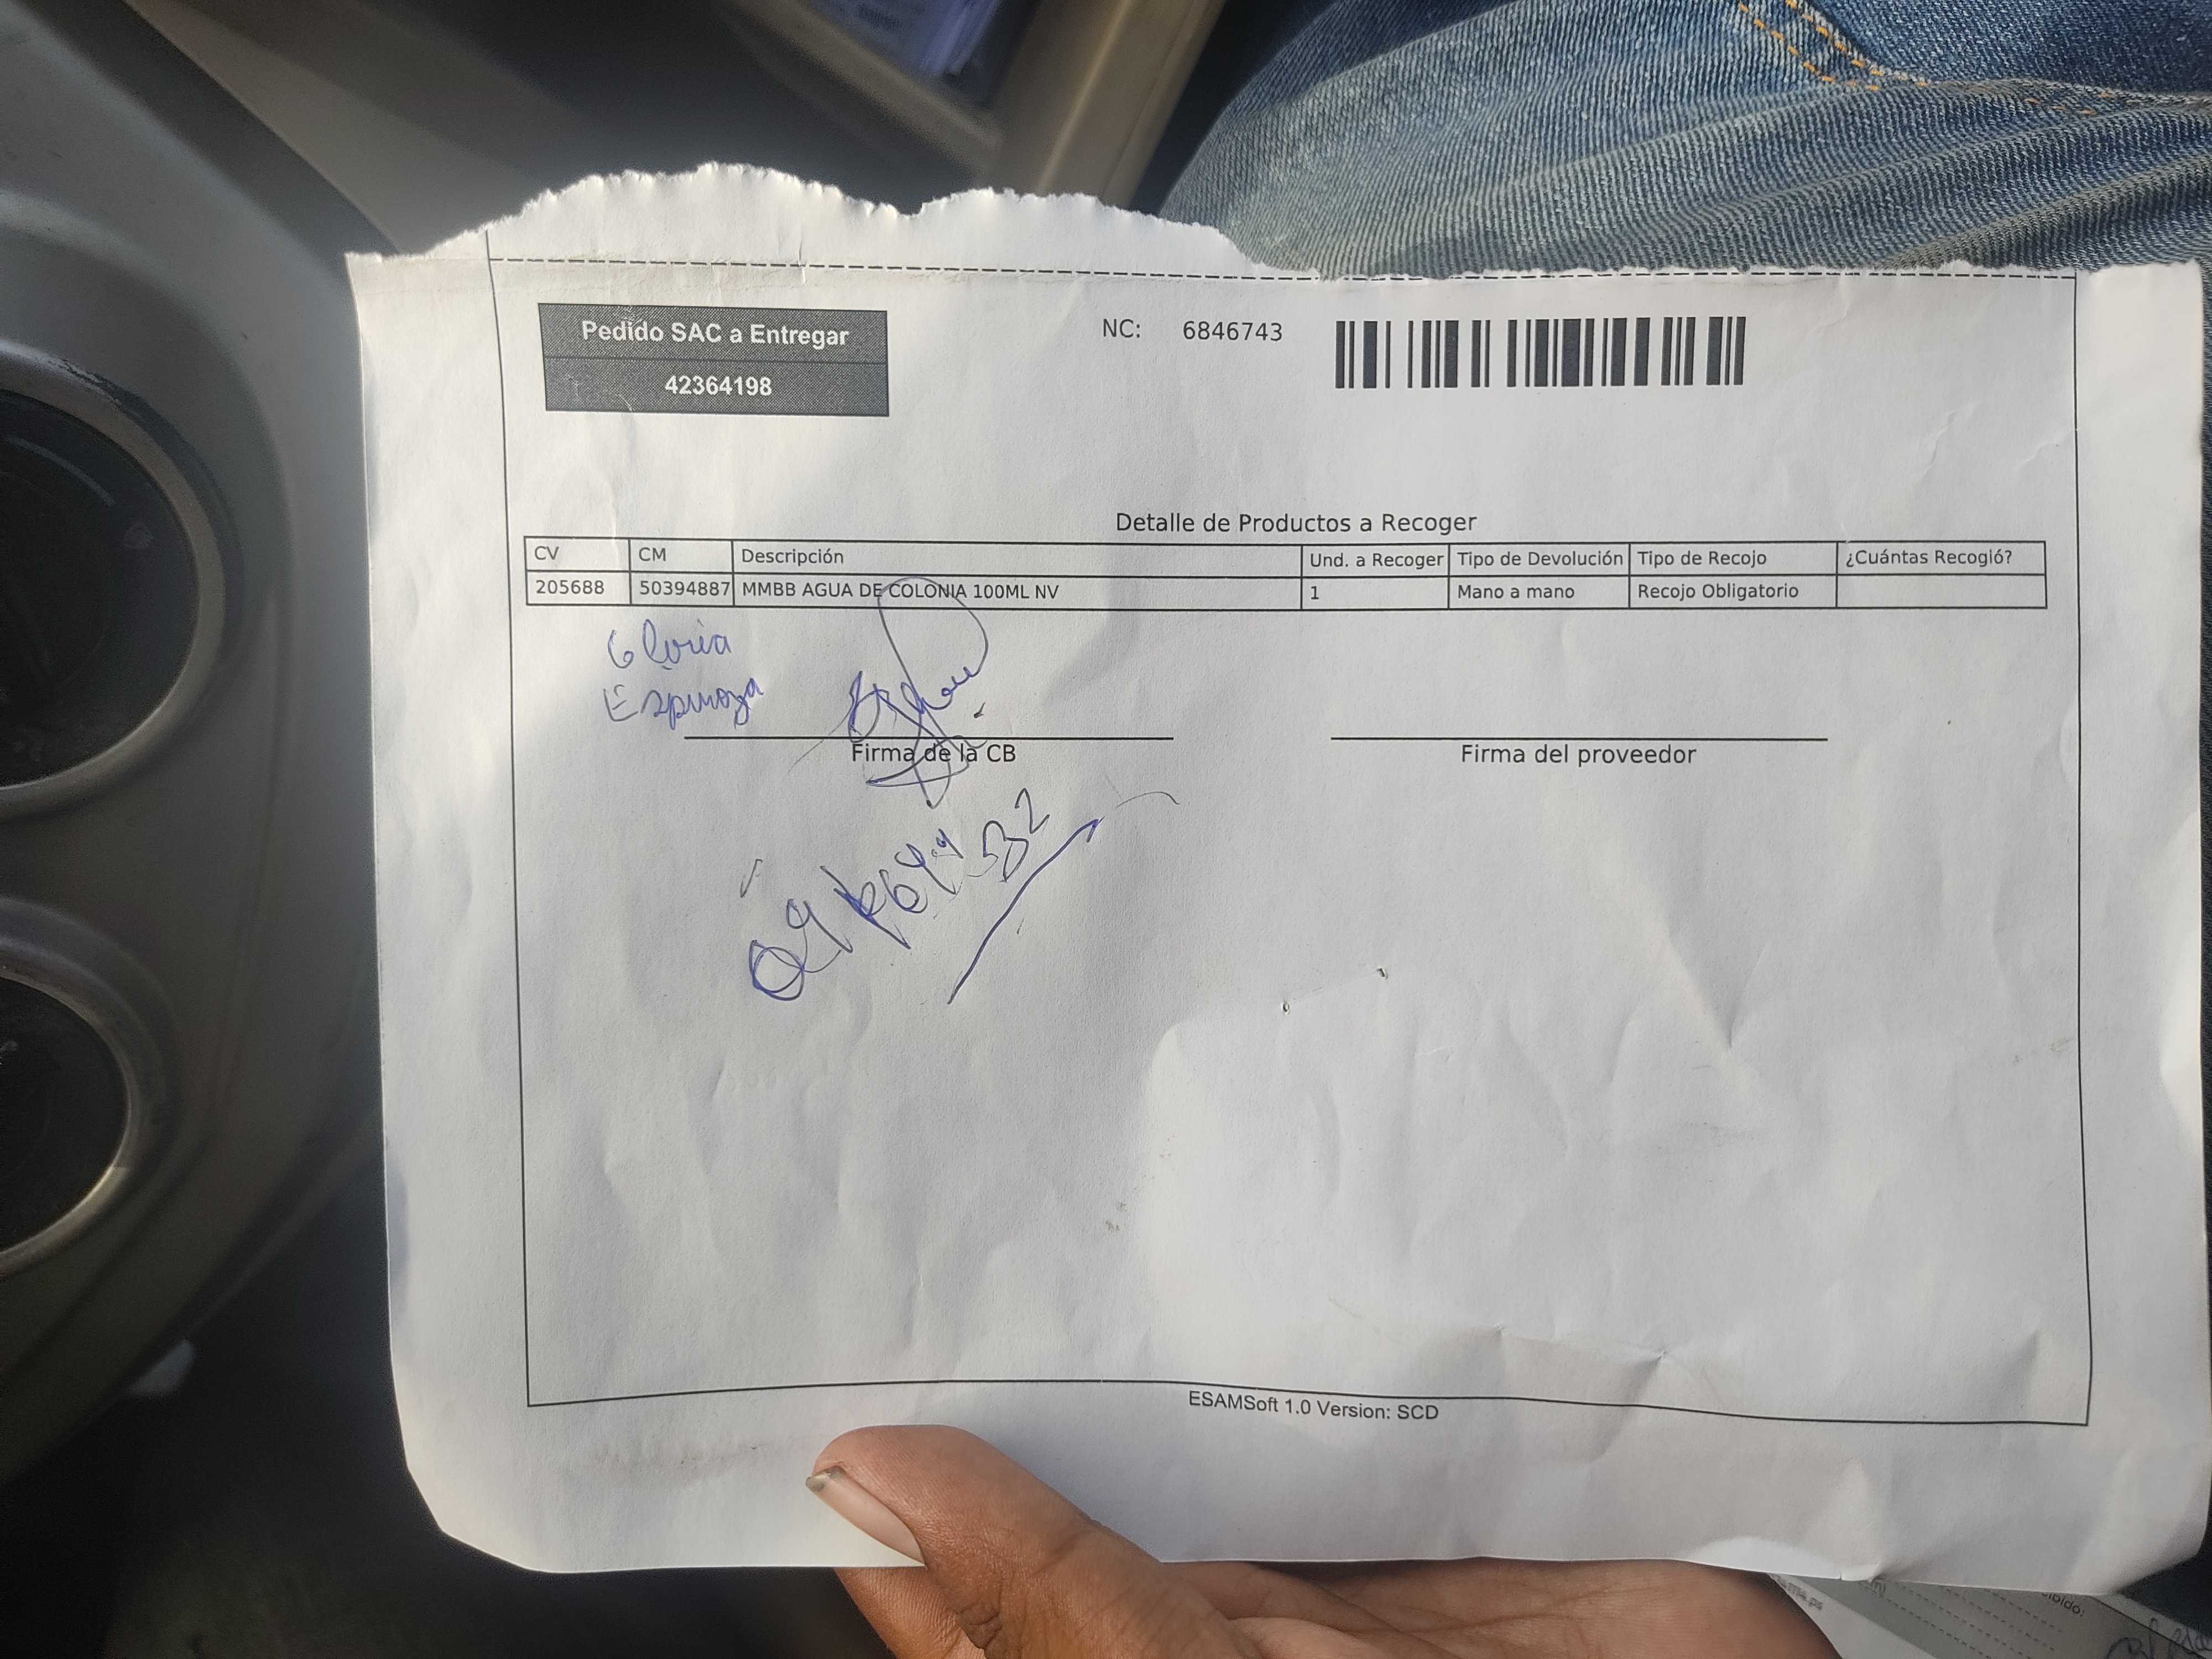 Pedido SAC a Entregar
42364198
NC: 6846743
Detalle de Productos a Recoger
CV CM Descripción Und. a Recoger Tipo de Devolución Tipo de Recojo ¿Cuántas Recogió?
205688 50394887 MMBB AGUA DE COLONIA 100ML NV 1 Mano a mano Recojo Obligatorio
Gloria
Espinoza
Firma de la CB Firma del proveedor
ESAMSoft 1.0 Version: SCD